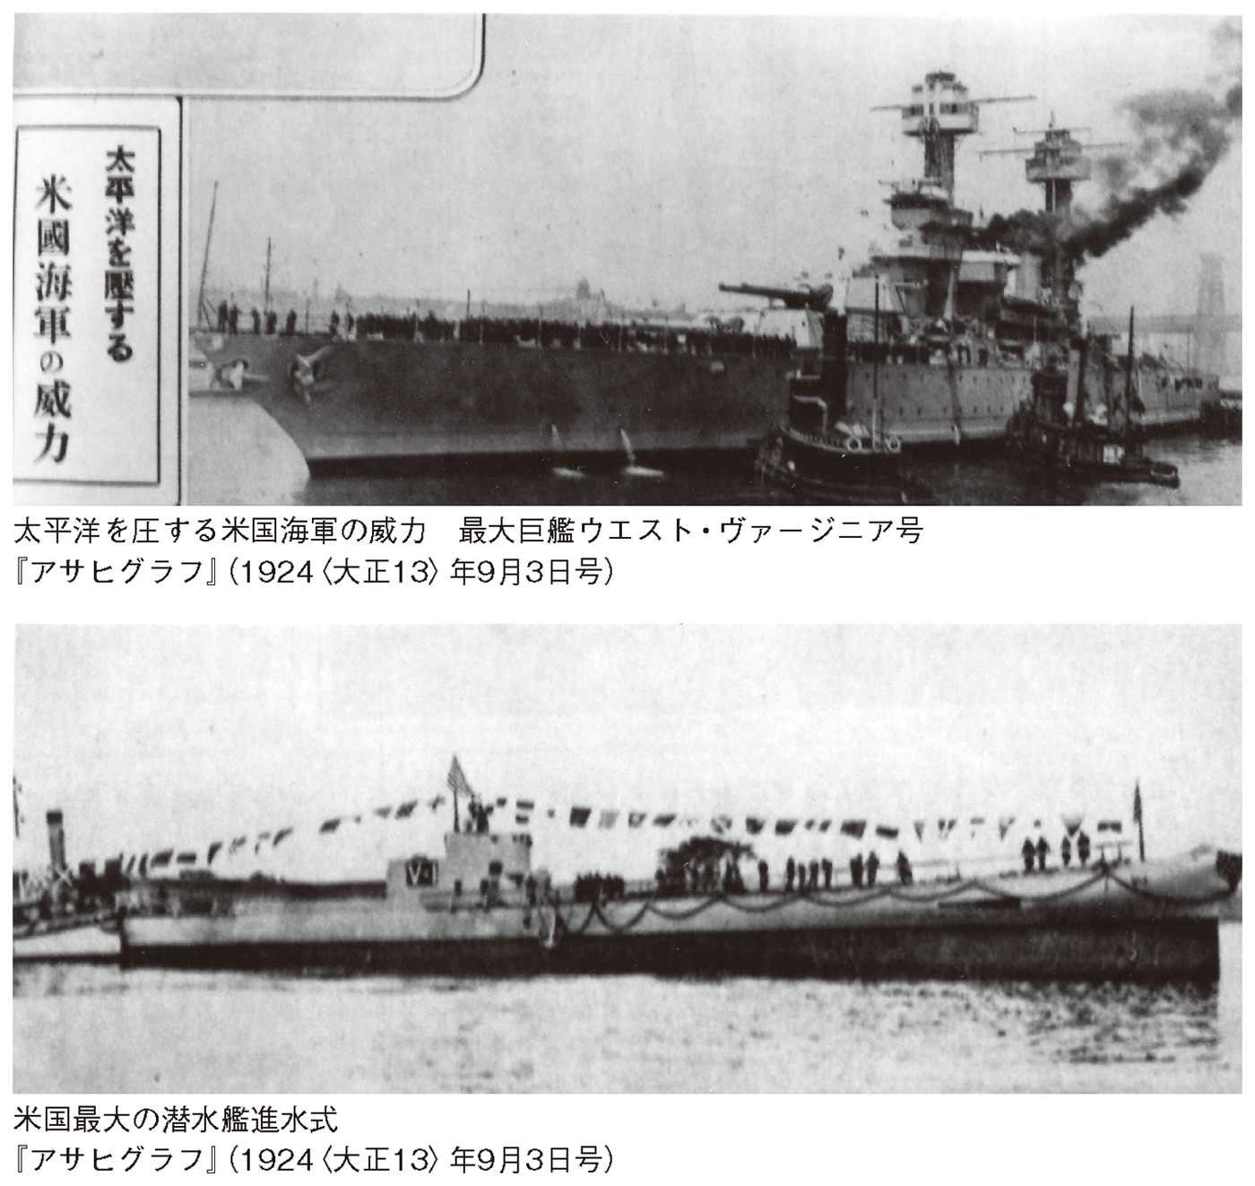 太平洋を壓する
米國海軍の威力
太平洋を圧する米国海軍の威力　最大巨艦ウエスト・ヴァージニア号
『アサヒグラフ』（1924〈大正13〉年9月3日号）
V-1
米国最大の潜水艦進水式
『アサヒグラフ』（1924〈大正13〉年9月3日号）